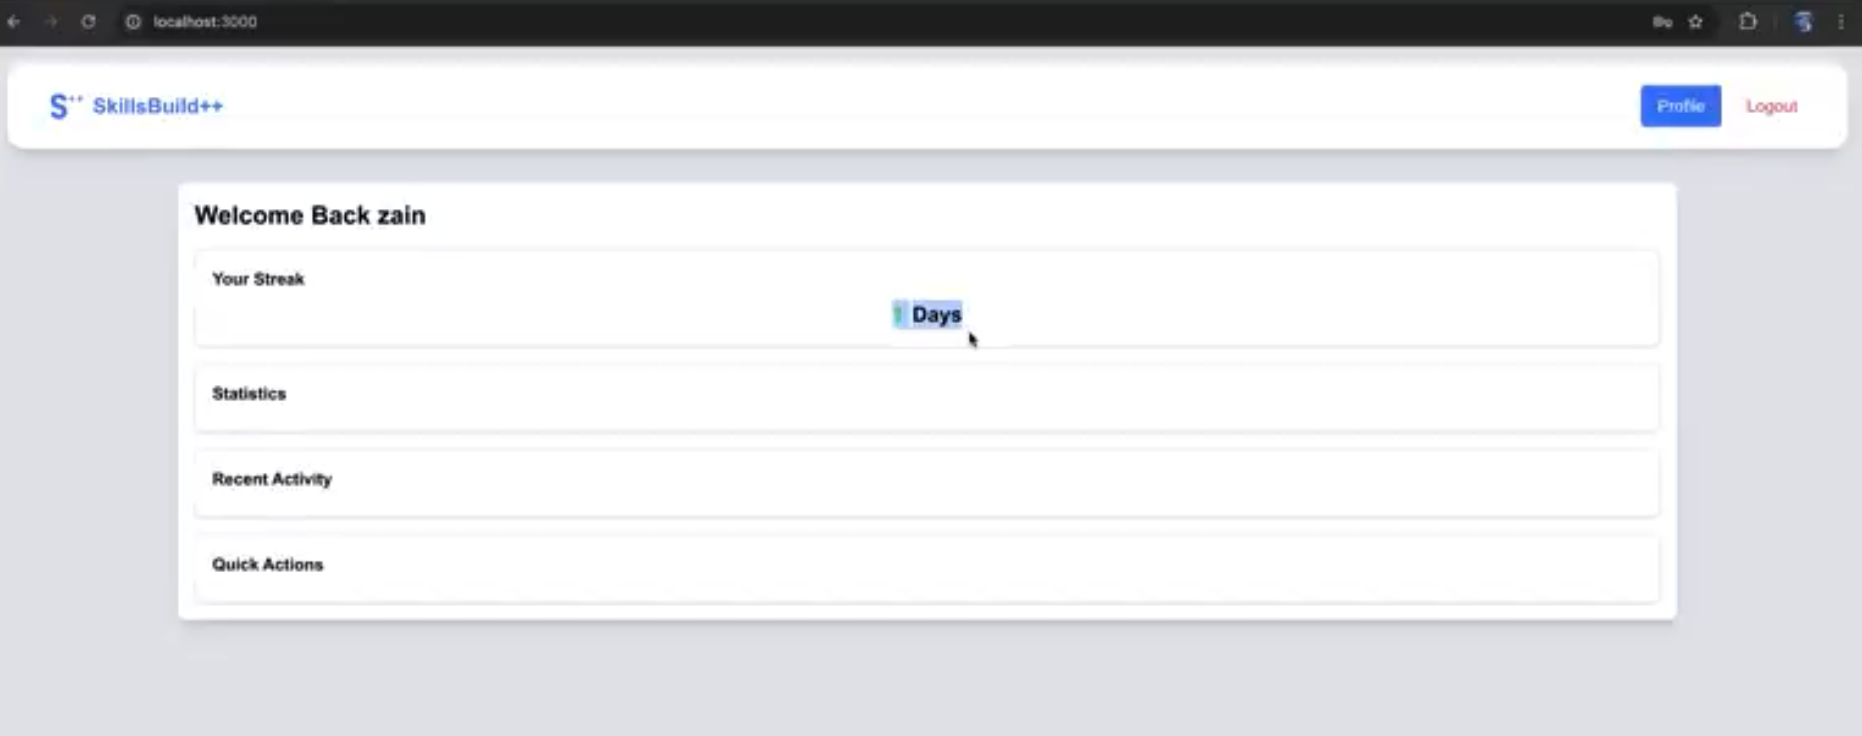 localhost:3000
S++ SkillsBuild++
Profile
Logout
Welcome Back zain
Your Streak
Days
Statistics
Recent Activity
Quick Actions